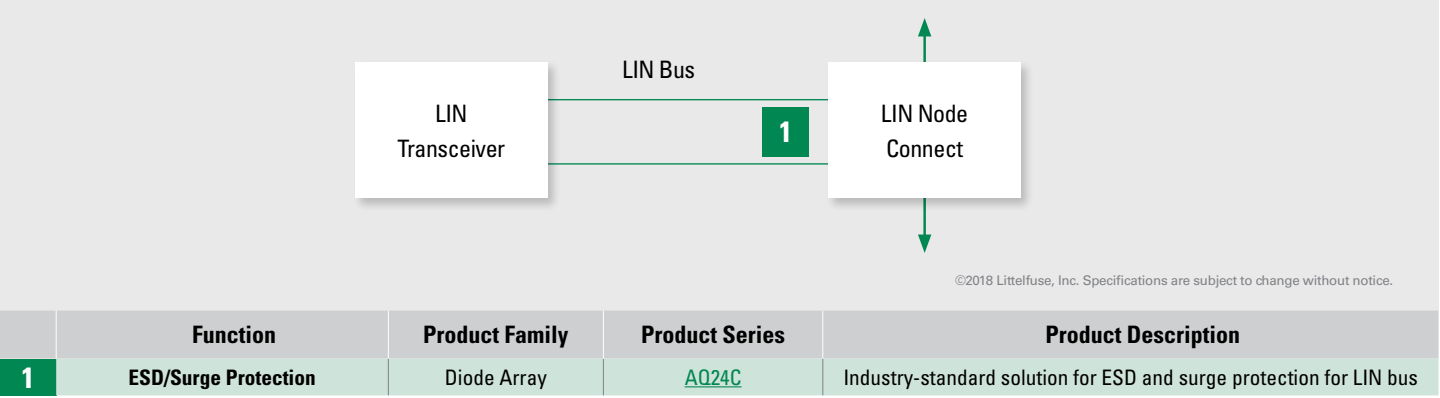 LIN Bus
LIN
Transceiver
1
LIN Node
Connect
©2018 Littelfuse, Inc. Specifications are subject to change without notice.
Function Product Family Product Series Product Description
1 ESD/Surge Protection Diode Array AQ24C Industry-standard solution for ESD and surge protection for LIN bus